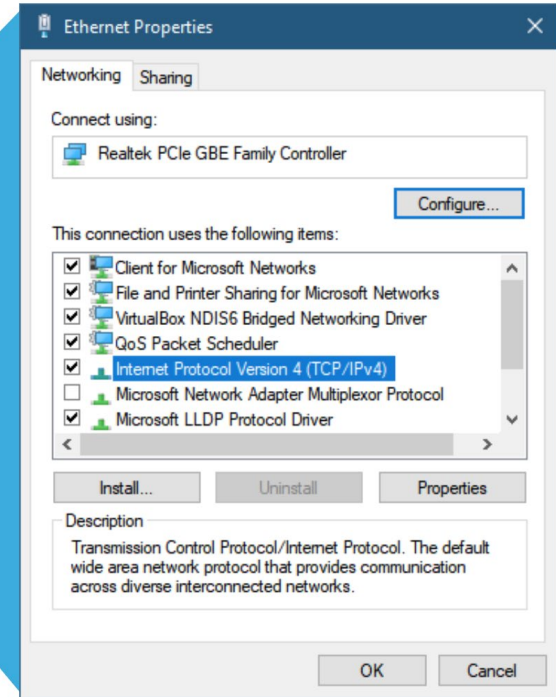 Ethernet Properties
Networking Sharing
Connect using:
Realtek PCIe GBE Family Controller
Configure...
This connection uses the following items:
Client for Microsoft Networks
File and Printer Sharing for Microsoft Networks
VirtualBox NDIS6 Bridged Networking Driver
QoS Packet Scheduler
Internet Protocol Version 4 (TCP/IPv4)
Microsoft Network Adapter Multiplexor Protocol
Microsoft LLDP Protocol Driver
Install... Uninstall Properties
Description
Transmission Control Protocol/Internet Protocol. The default
wide area network protocol that provides communication
across diverse interconnected networks.
OK Cancel